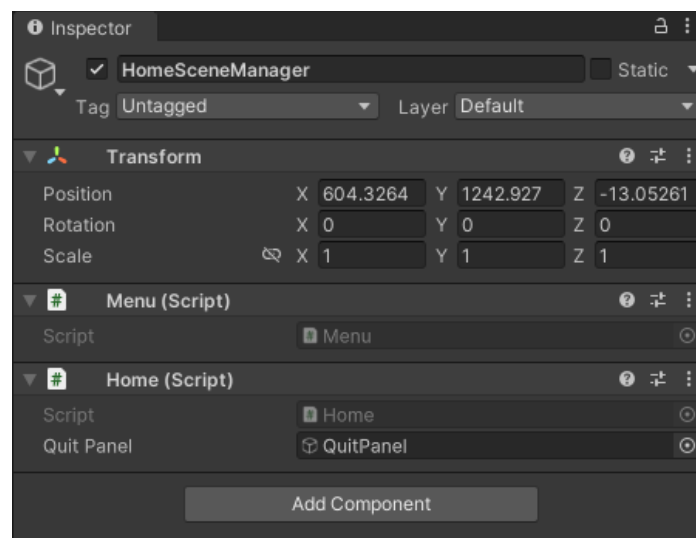 Inspector
HomeSceneManager Static
Tag Untagged Layer Default
Transform
Position X 604.3264 Y 1242.927 Z -13.05261
Rotation X 0 Y 0 Z 0
Scale X 1 Y 1 Z 1
# Menu (Script)
Script # Menu
# Home (Script)
Script # Home
Quit Panel QuitPanel
Add Component